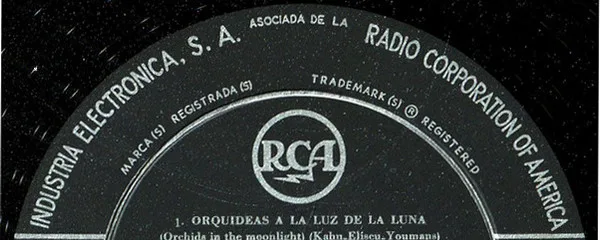 INDUSTRIA ELECTRONICA, S. A. ASOCIADA DE LA RADIO CORPORATION OF AMERICA
MARCA(S) REGISTRADA(S) TRADEMARK(S) ® REGISTERED
RCA
1. ORQUIDEAS A LA LUZ DE LA LUNA
(Orchids in the moonlight) (Kahn-Eliseu-Youmans)